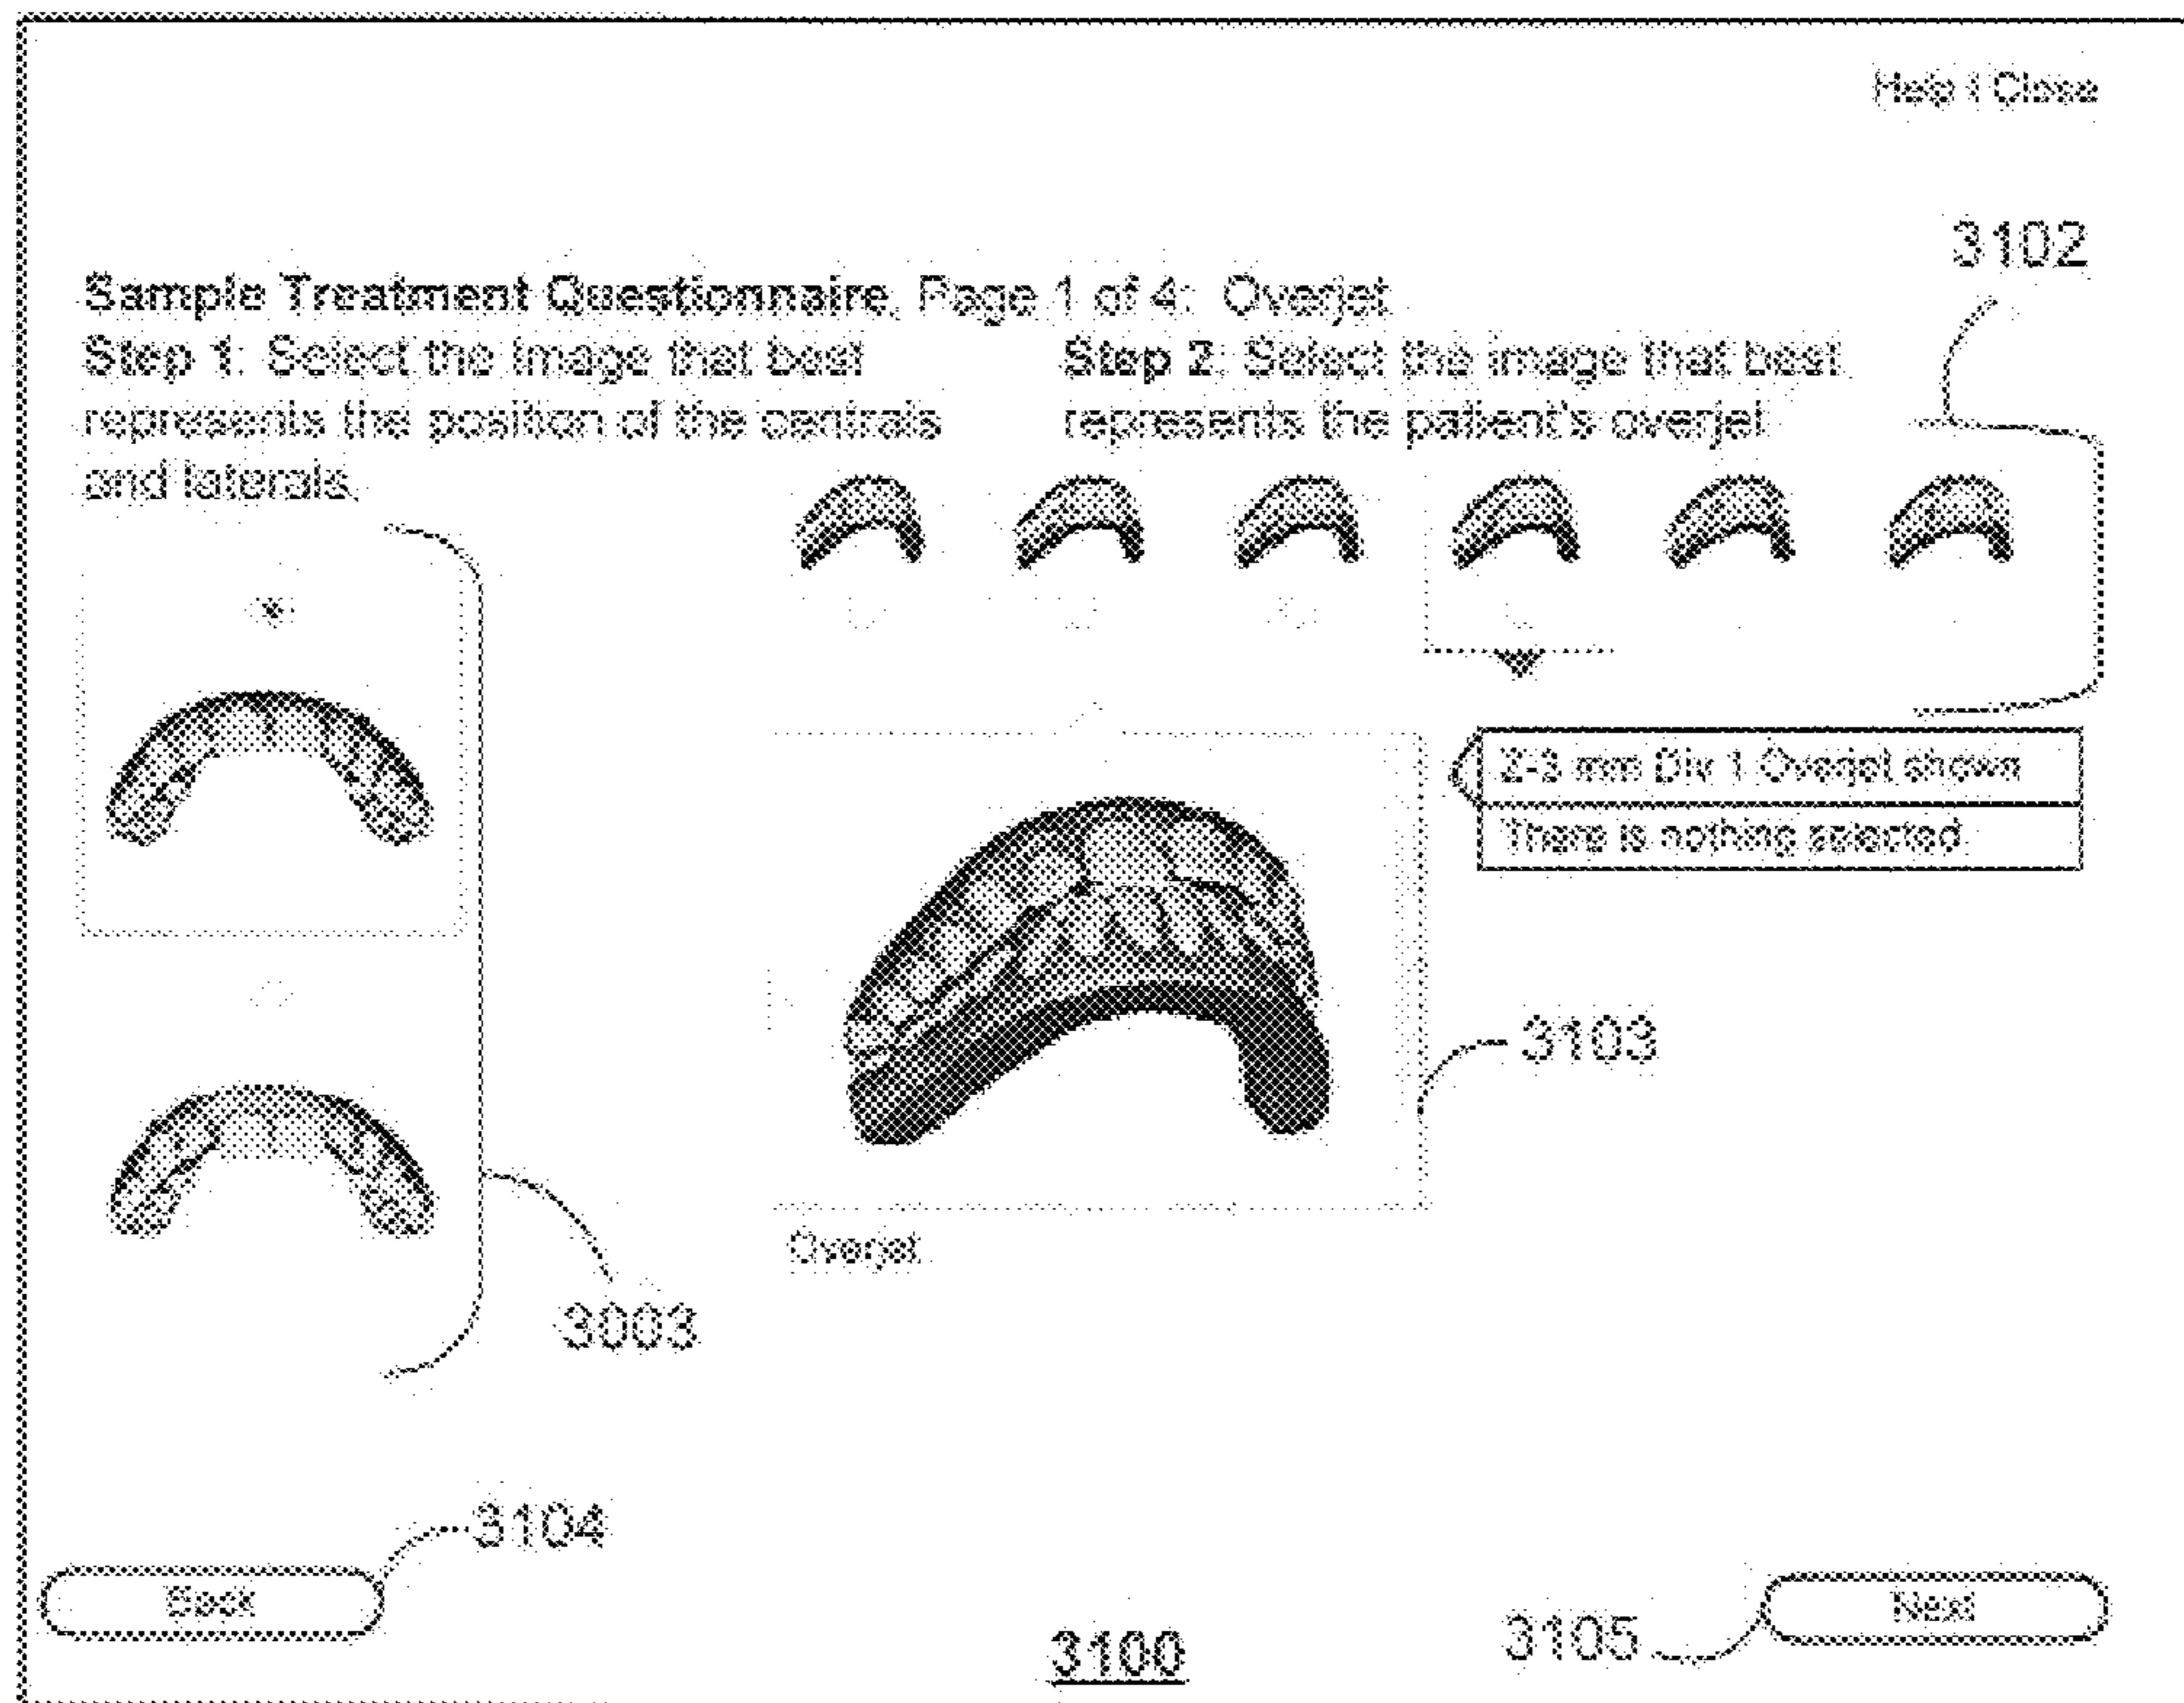 Help | Close
3102
Sample Treatment Questionnaire, Page 1 of 4: Overjet
Step 1: Select the image that best
represents the position of the centrals
and laterals.
Step 2: Select the image that best
represents the patient's overjet
2-3 mm Div 1 Overjet shown
There is nothing selected
3103
Overjet
3003
3104
Back
3100
3105
Next